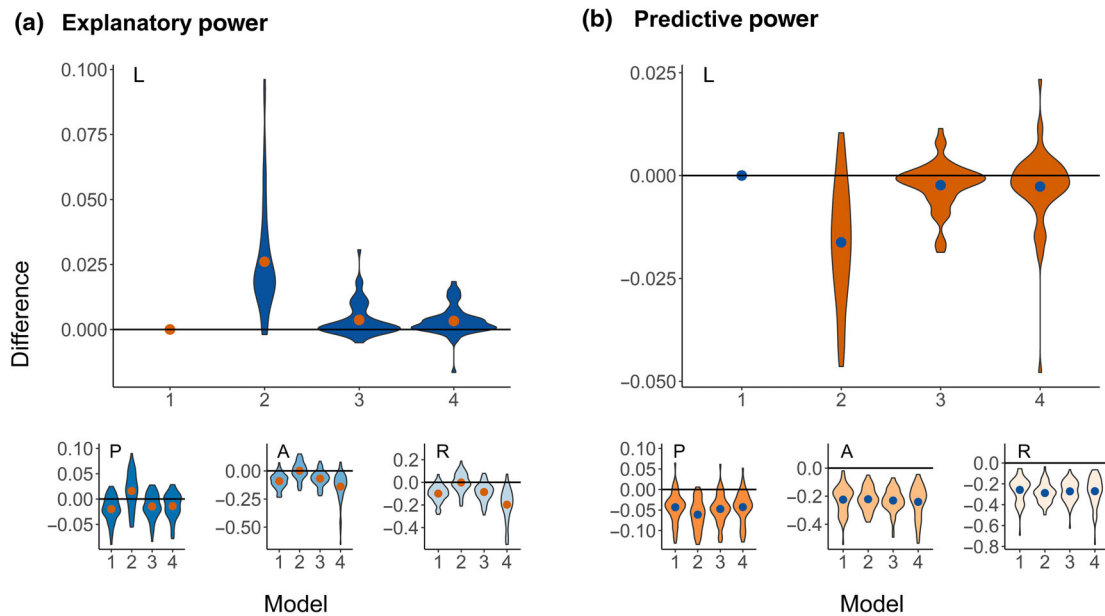 (a) Explanatory power
(b) Predictive power
L
0.100
0.075
0.050
0.025
0.000
Difference
1 2 3 4
L
0.025
0.000
−0.025
−0.050
1 2 3 4
P
0.10
0.05
0.00
−0.05
1 2 3 4
A
0.00
−0.25
−0.50
1 2 3 4
R
0.2
0.0
−0.2
−0.4
1 2 3 4
Model
P
0.05
0.00
−0.05
−0.10
1 2 3 4
A
0.0
−0.2
−0.4
1 2 3 4
R
0.0
−0.2
−0.4
−0.6
−0.8
1 2 3 4
Model